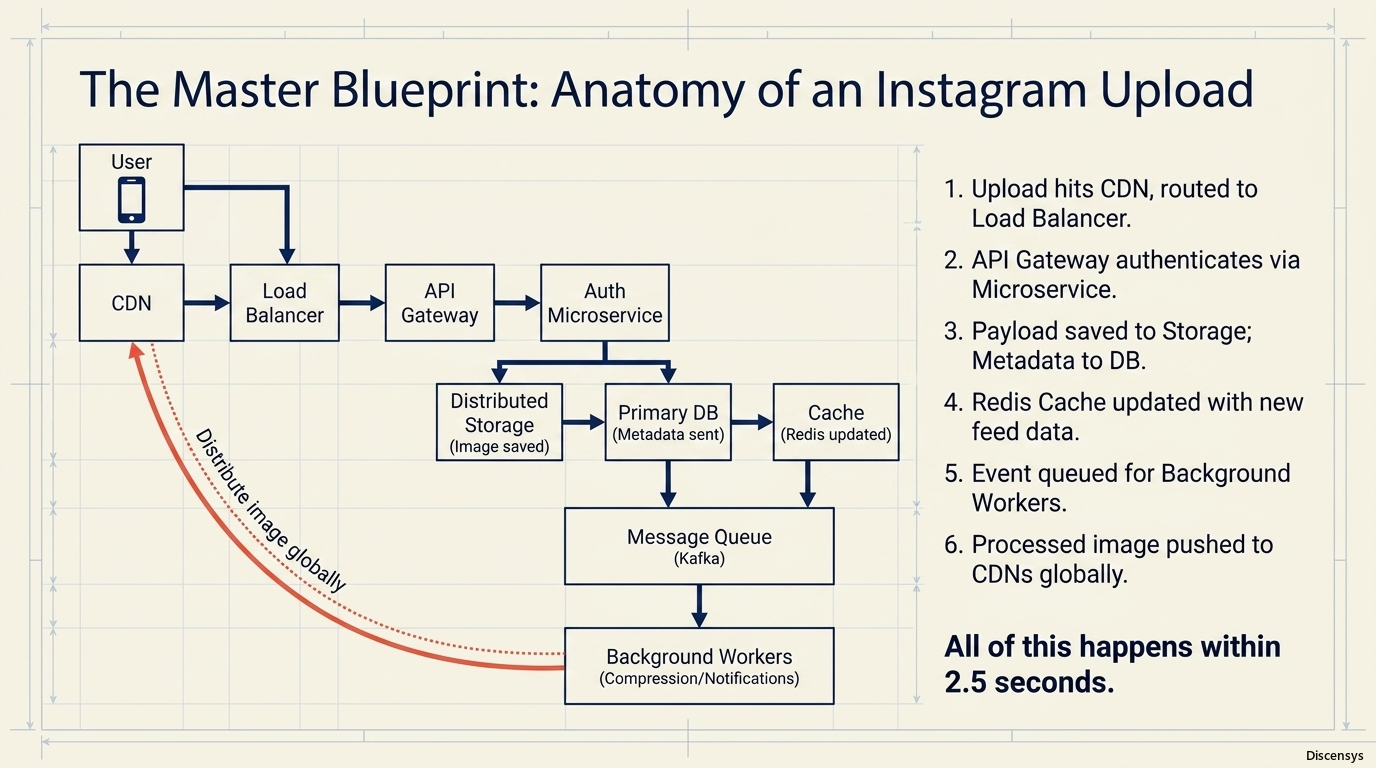 The Master Blueprint: Anatomy of an Instagram Upload
User
CDN
Load
Balancer
API
Gateway
Auth
Microservice
Distributed
Storage
(Image saved)
Primary DB
(Metadata sent)
Cache
(Redis updated)
Message Queue
(Kafka)
Background Workers
(Compression/Notifications)
Distribute image globally
1. Upload hits CDN, routed to
Load Balancer.
2. API Gateway authenticates via
Microservice.
3. Payload saved to Storage;
Metadata to DB.
4. Redis Cache updated with new
feed data.
5. Event queued for Background
Workers.
6. Processed image pushed to
CDNs globally.
All of this happens within
2.5 seconds.
Discensys